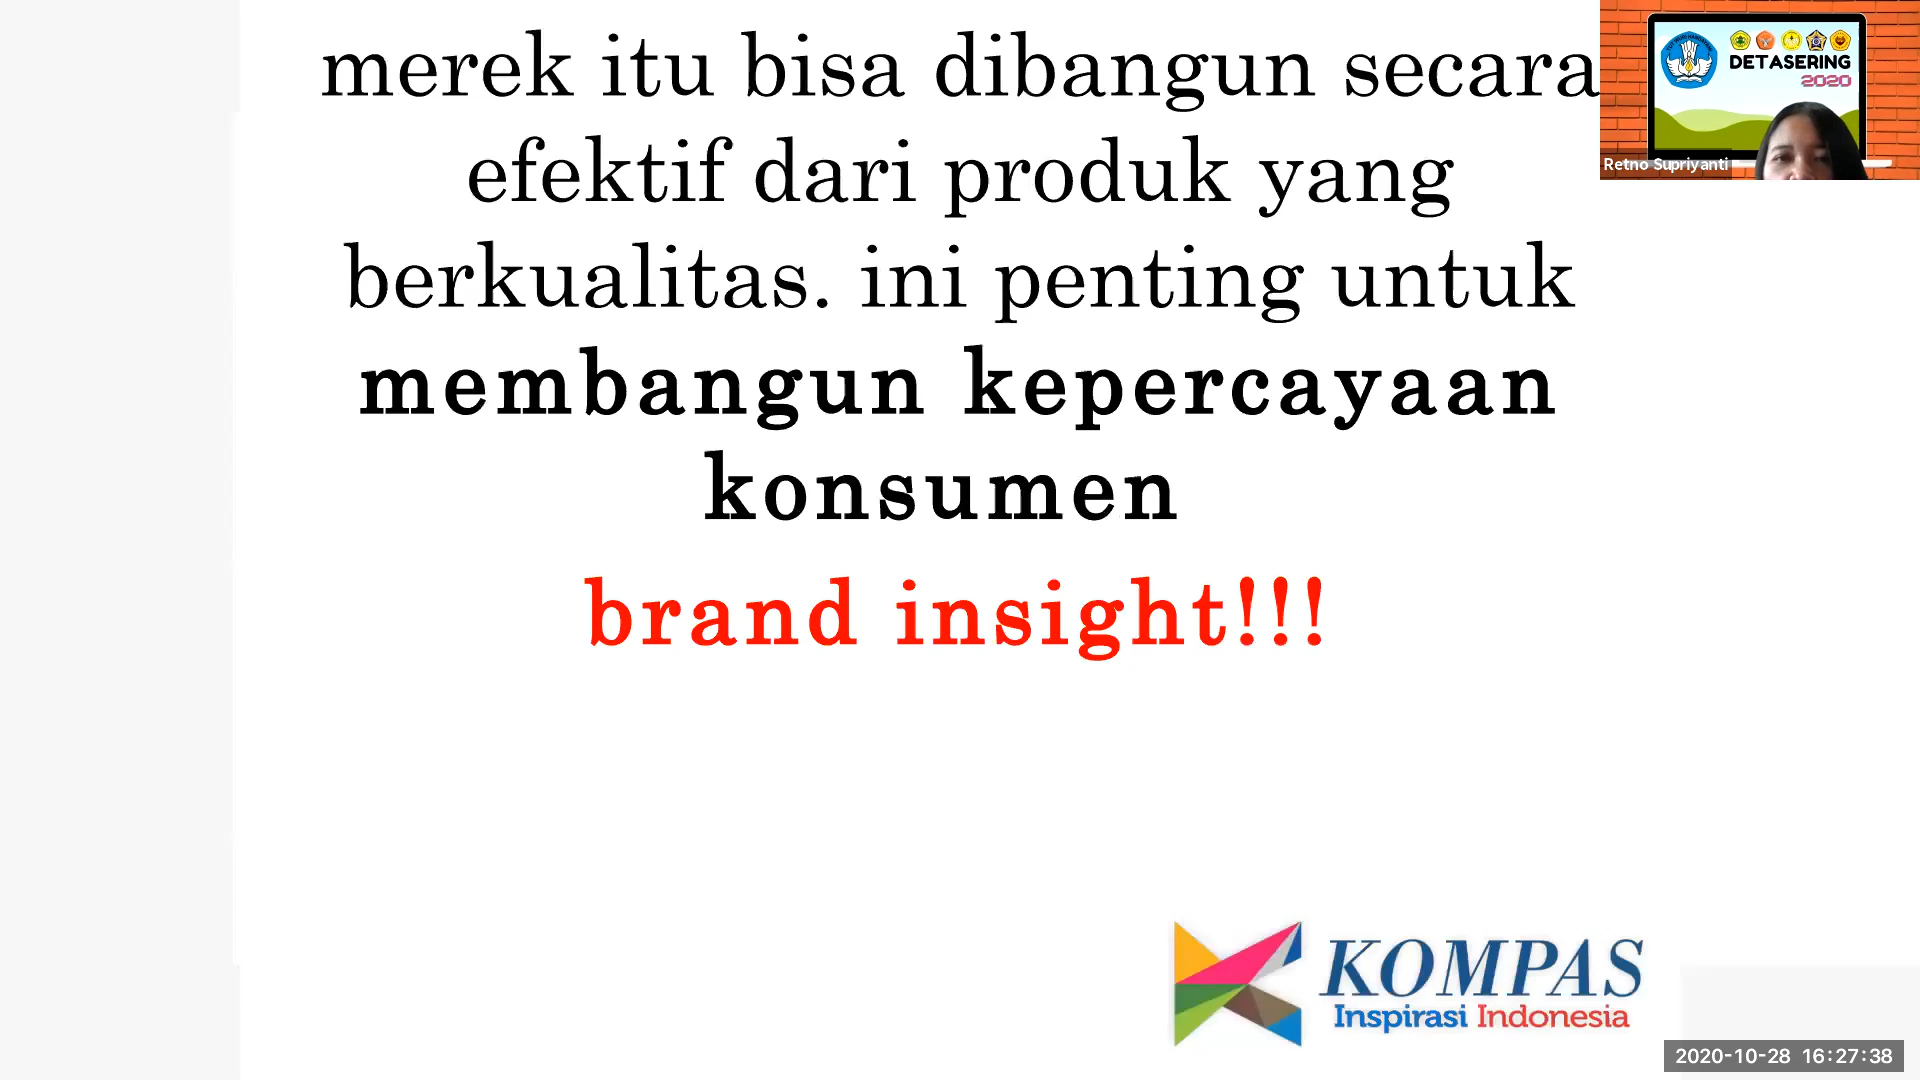 merek itu bisa dibangun secara
efektif dari produk yang
berkualitas. ini penting untuk
membangun kepercayaan
konsumen
brand insight!!!
DETASERING
2020
Retno Supriyanti
KOMPAS
Inspirasi Indonesia
2020-10-28 16:27:38